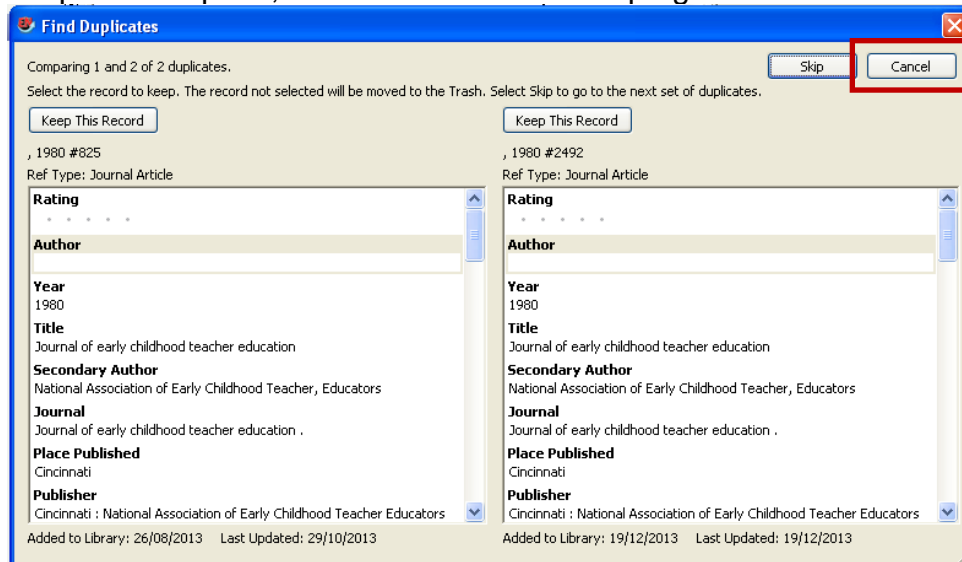 Find Duplicates
Comparing 1 and 2 of 2 duplicates.
Skip
Cancel
Select the record to keep. The record not selected will be moved to the Trash. Select Skip to go to the next set of duplicates.
Keep This Record
, 1980 #825
Ref Type: Journal Article
Rating
Author
Year
1980
Title
Journal of early childhood teacher education
Secondary Author
National Association of Early Childhood Teacher, Educators
Journal
Journal of early childhood teacher education .
Place Published
Cincinnati
Publisher
Cincinnati : National Association of Early Childhood Teacher Educators
Added to Library: 26/08/2013 Last Updated: 29/10/2013
Keep This Record
, 1980 #2492
Ref Type: Journal Article
Rating
Author
Year
1980
Title
Journal of early childhood teacher education
Secondary Author
National Association of Early Childhood Teacher, Educators
Journal
Journal of early childhood teacher education .
Place Published
Cincinnati
Publisher
Cincinnati : National Association of Early Childhood Teacher Educators
Added to Library: 19/12/2013 Last Updated: 19/12/2013